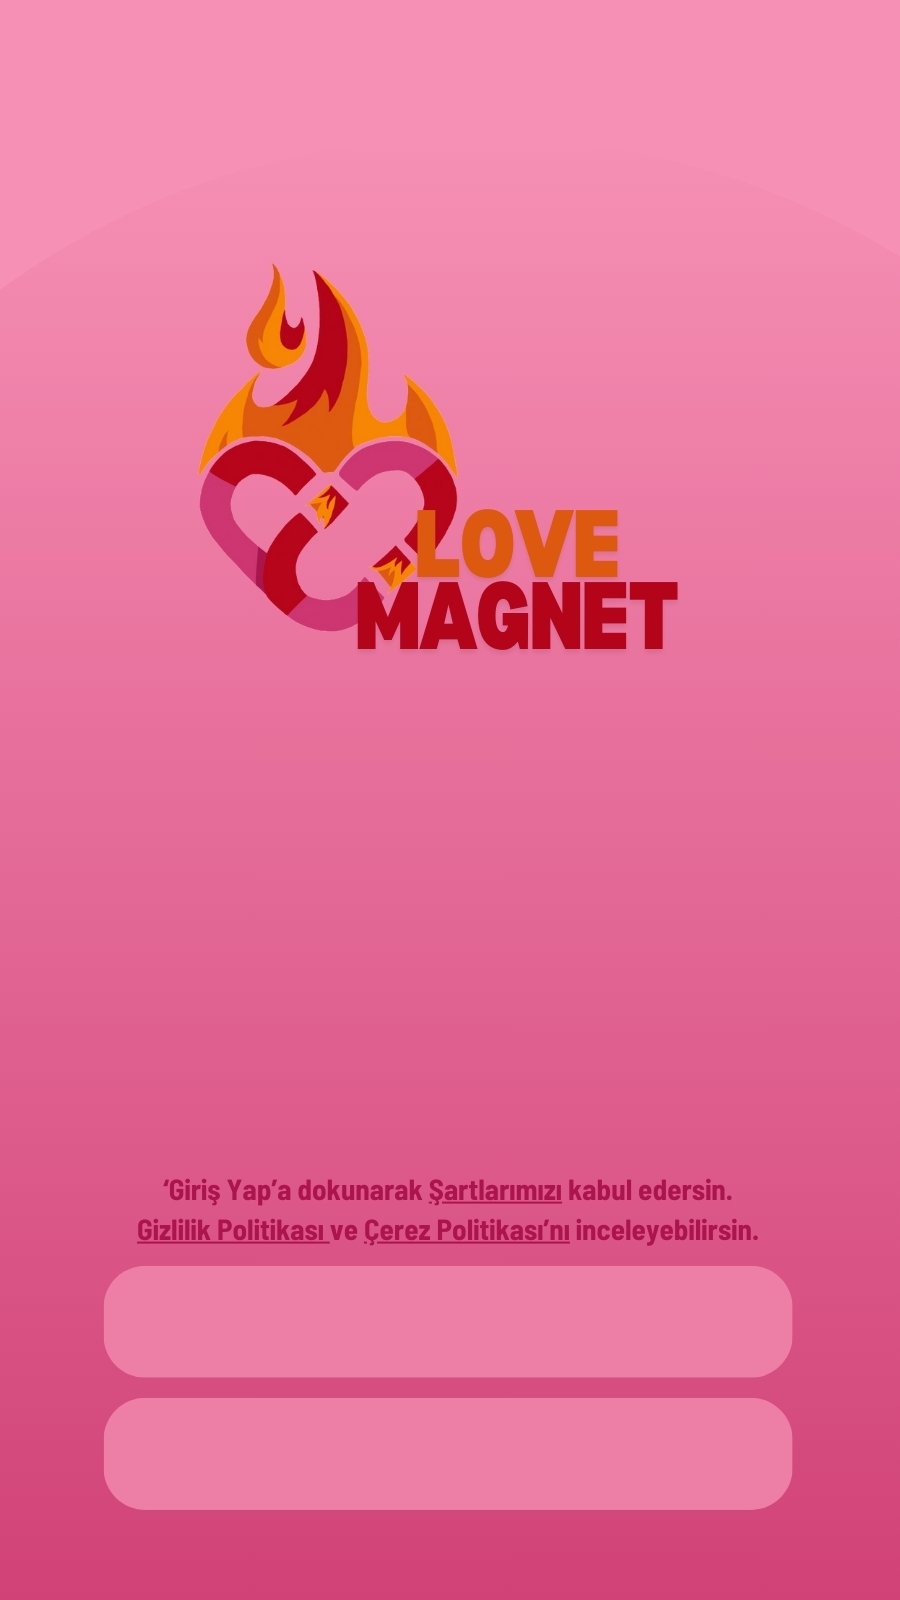 LOVE
MAGNET
‘Giriş Yap’a dokunarak Şartlarımızı kabul edersin.
Gizlilik Politikası ve Çerez Politikası’nı inceleyebilirsin.